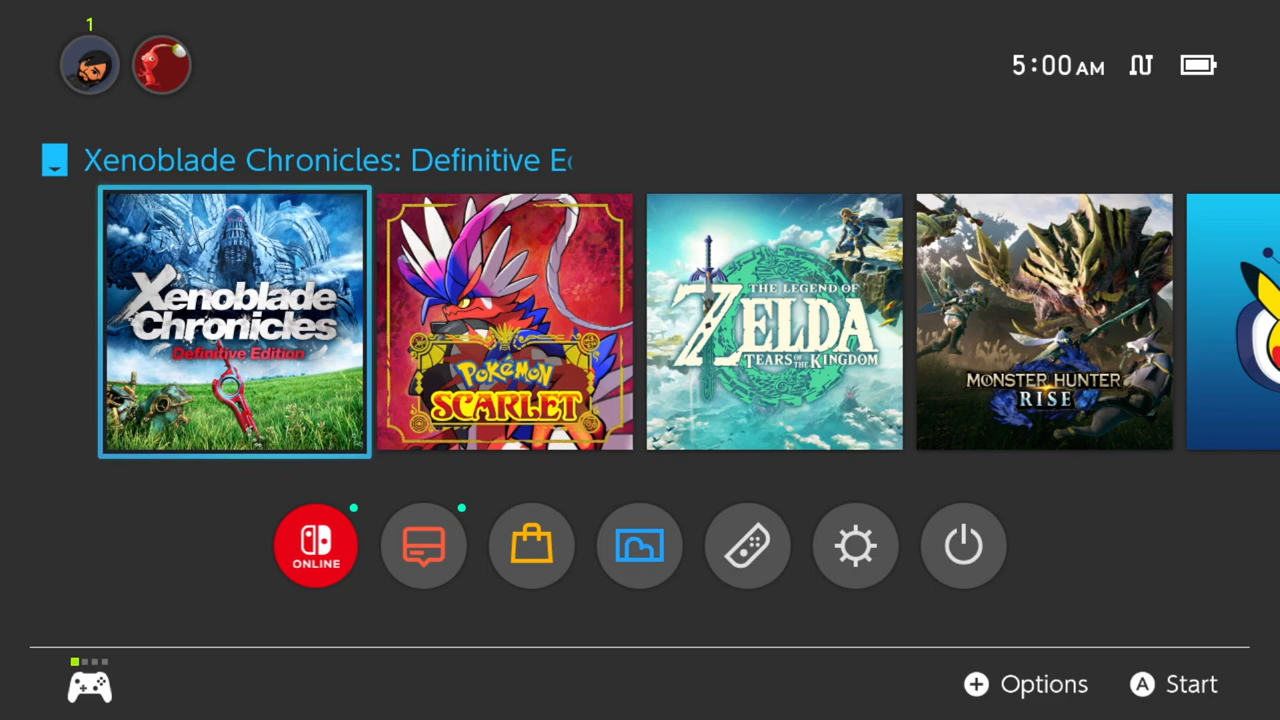 1
5:00 AM
Xenoblade Chronicles: Definitive E
Xenoblade
Chronicles
Definitive Edition
POKÉMON
SCARLET
THE LEGEND OF
ZELDA
TEARS OF THE KINGDOM
MONSTER HUNTER
RISE
ONLINE
Options
A Start